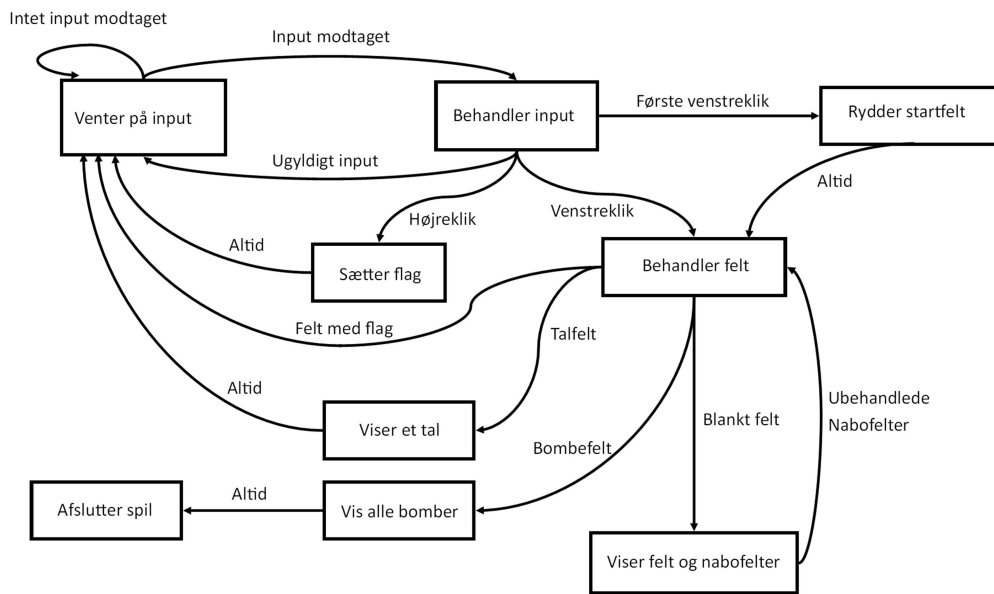 Intet input modtaget
Input modtaget
Venter på input
Behandler input
Første venstreklik
Rydder startfelt
Ugyldigt input
Højreklik
Venstreklik
Altid
Altid
Sætter flag
Behandler felt
Felt med flag
Talfelt
Altid
Viser et tal
Bombefelt
Blankt felt
Ubehandlede
Nabofelter
Afslutter spil
Altid
Vis alle bomber
Viser felt og nabofelter